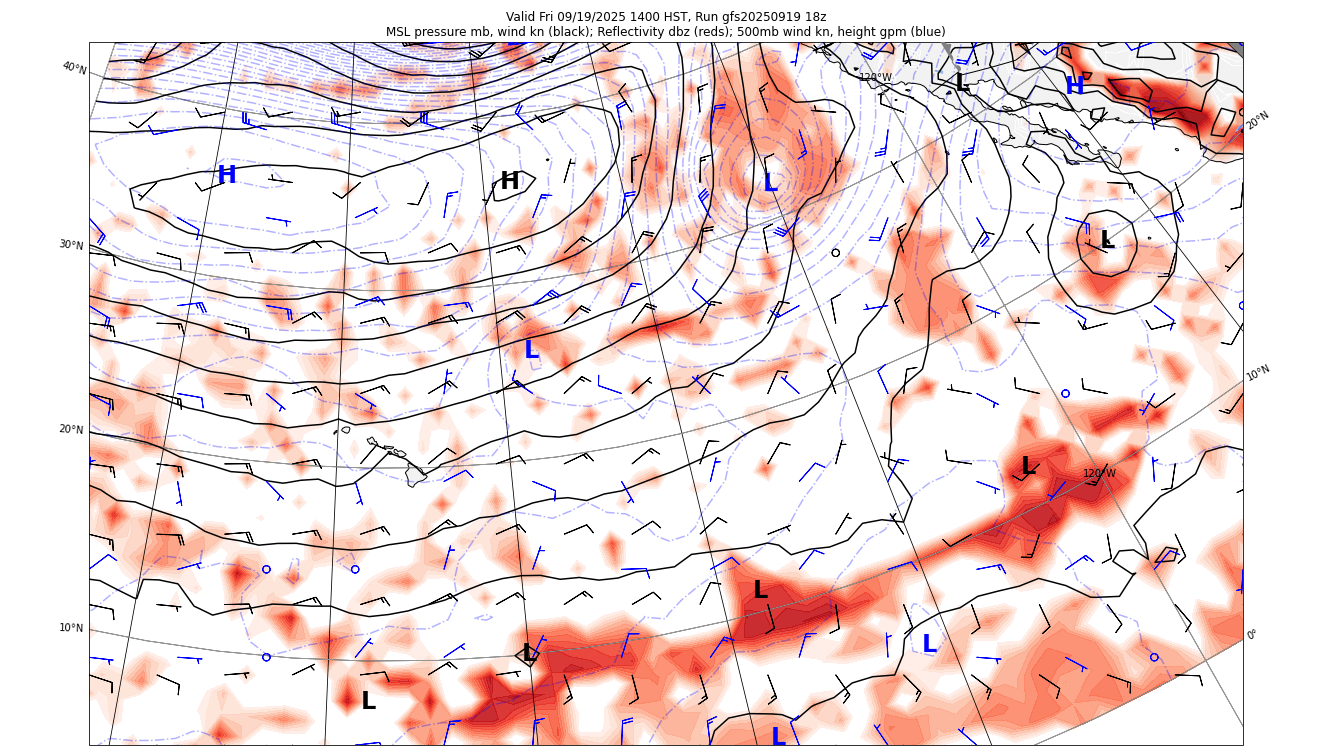 Valid Fri 09/19/2025 1400 HST, Run gfs20250919 18z
MSL pressure mb, wind kn (black); Reflectivity dbz (reds); 500mb wind kn, height gpm (blue)
L
40°N
120°W
L
H
20°N
H
H
L
L
30°N
L
10°N
20°N
L
120°W
L
10°N
L
0°
L
L
L